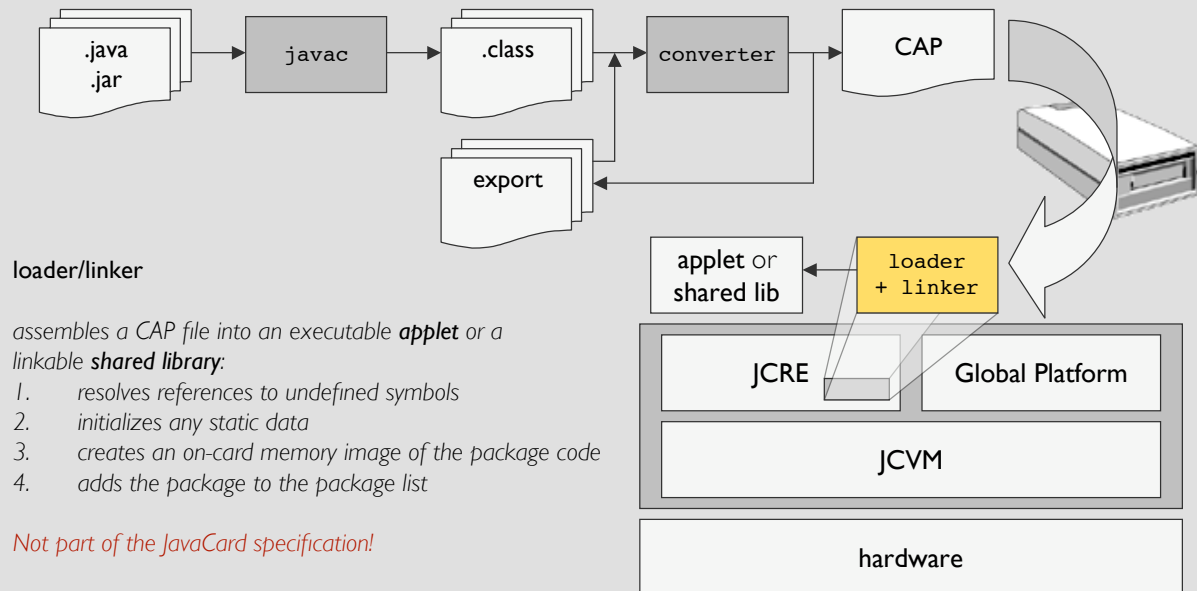 .java
.jar
javac
.class
converter
CAP
export
loader/linker
assembles a CAP file into an executable applet or a
linkable shared library:
1. resolves references to undefined symbols
2. initializes any static data
3. creates an on-card memory image of the package code
4. adds the package to the package list
Not part of the JavaCard specification!
applet or
shared lib
loader
+ linker
JCRE
Global Platform
JCVM
hardware